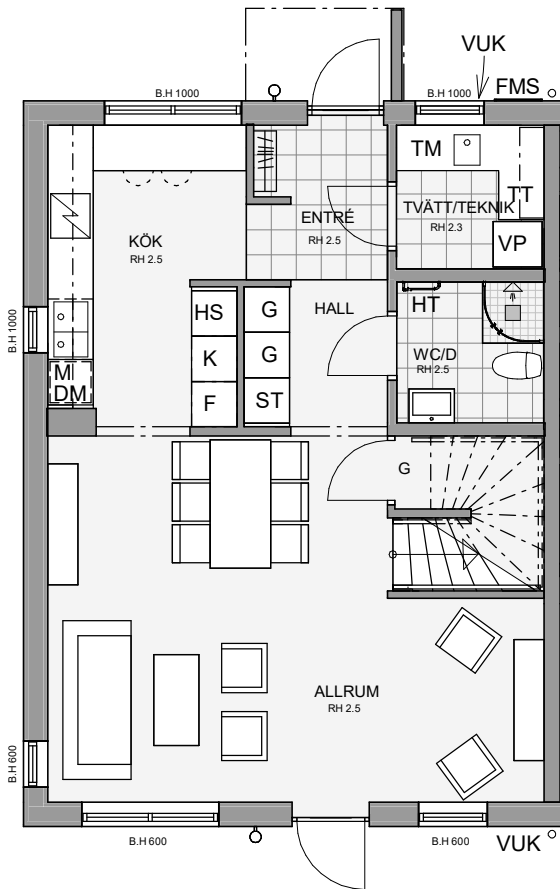 VUK
B.H 1000
B.H 1000
FMS
TM
TT
TVÄTT/TEKNIK
RH 2.3
VP
ENTRÉ
RH 2.5
KÖK
RH 2.5
HS
K
F
G
G
ST
HALL
HT
WC/D
RH 2.5
B.H 1000
M
DM
G
ALLRUM
RH 2.5
B.H 600
B.H 600
B.H 600
VUK